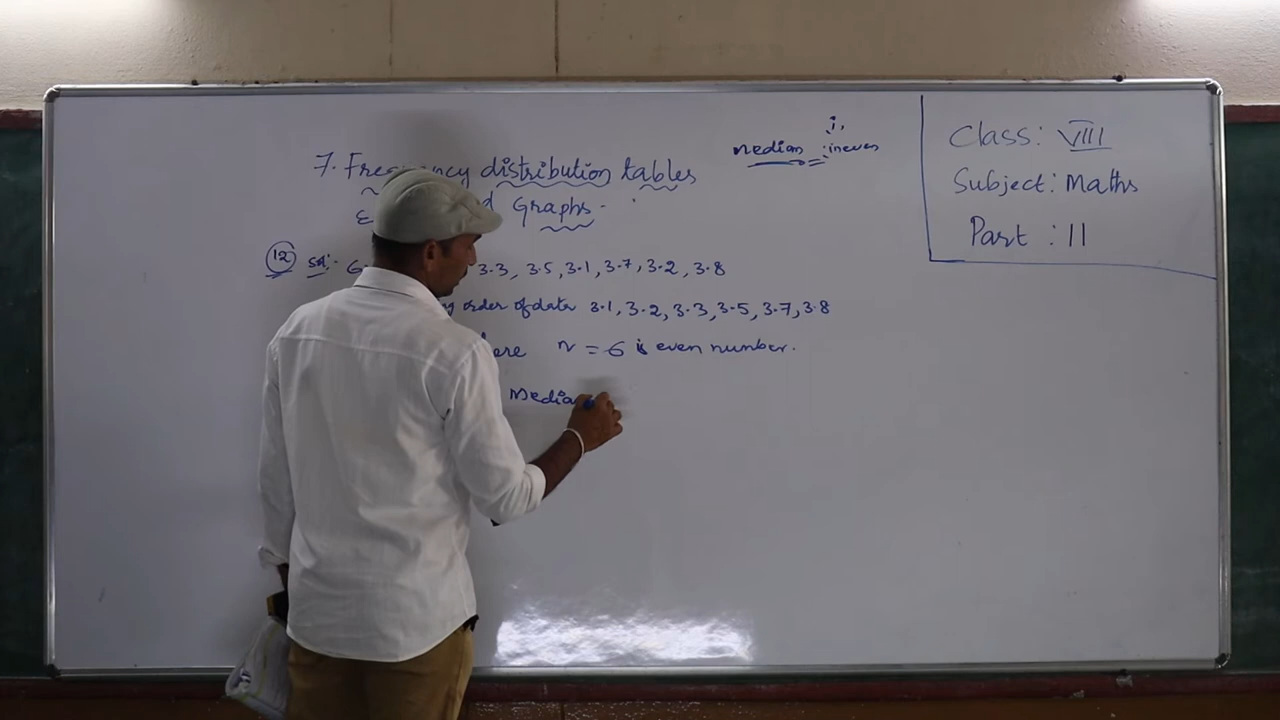 7. Frequency distribution tables
Graphs.
median :
Class: VIII
Subject: Maths
Part : II
12 Sol:- 3.3, 3.5, 3.1, 3.7, 3.2, 3.8
order of data 3.1, 3.2, 3.3, 3.5, 3.7, 3.8
n = 6 is even number.
Media